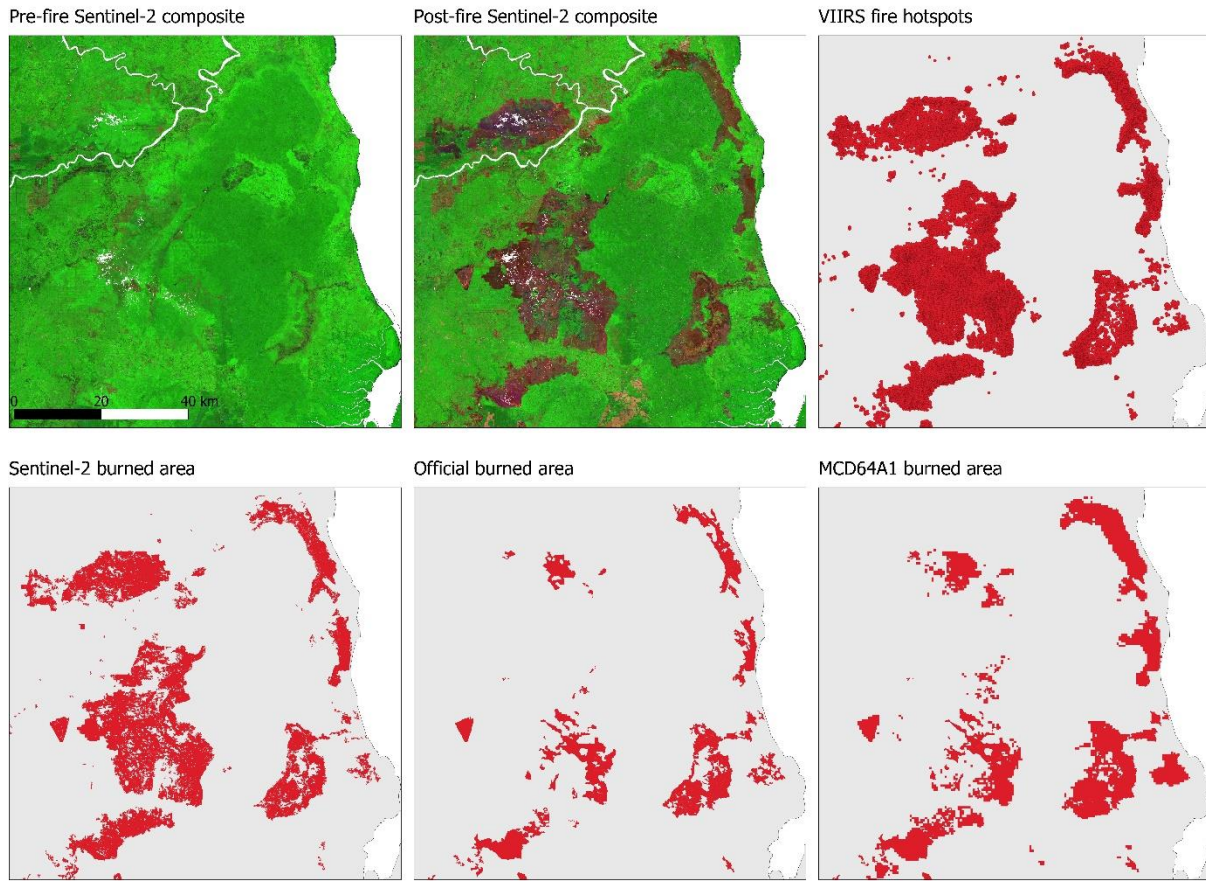 Pre-fire Sentinel-2 composite
Post-fire Sentinel-2 composite
VIIRS fire hotspots
0 20 40 km
Sentinel-2 burned area
Official burned area
MCD64A1 burned area